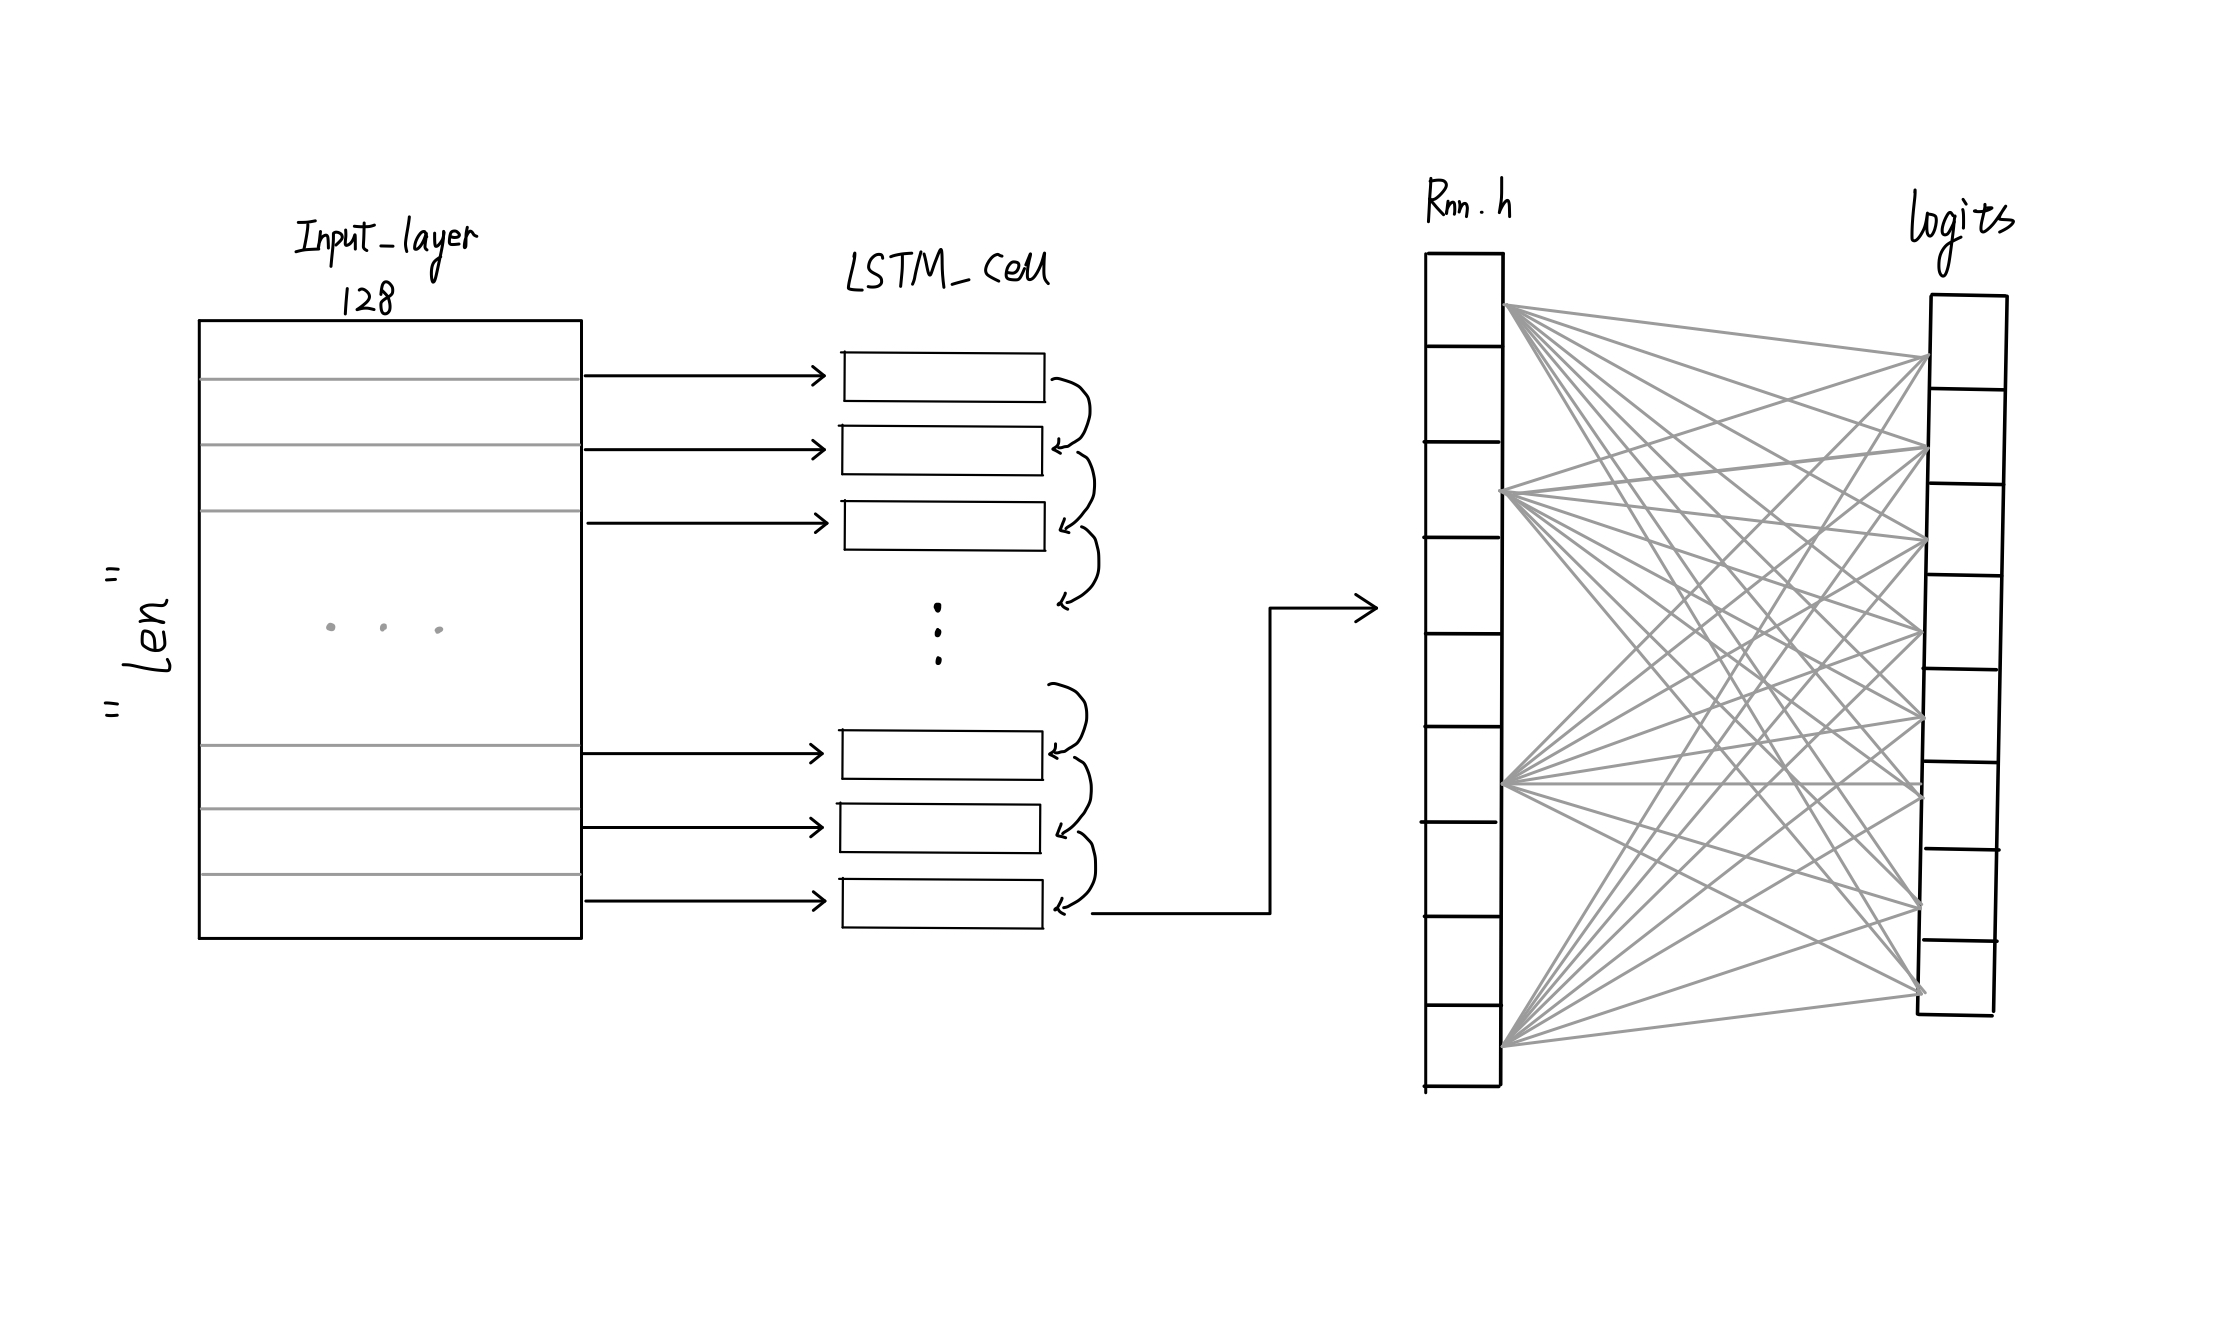 Input_layer
128
LSTM_Cell
Rnn.h
Logits
"Len"